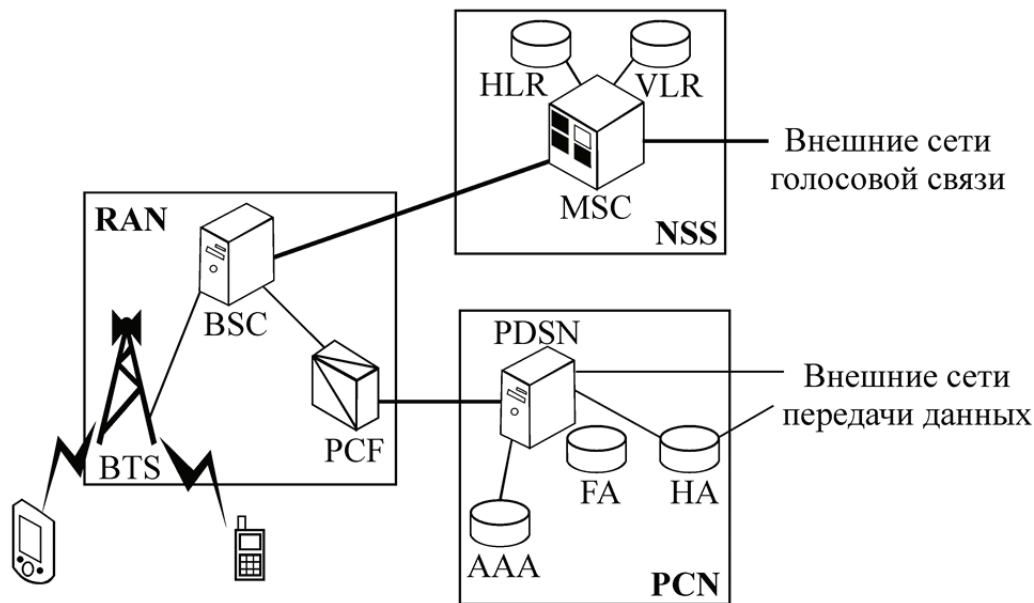 HLR
VLR
MSC
NSS
Внешние сети
голосовой связи
RAN
BSC
PCF
BTS
PDSN
FA
HA
AAA
PCN
Внешние сети
передачи данных